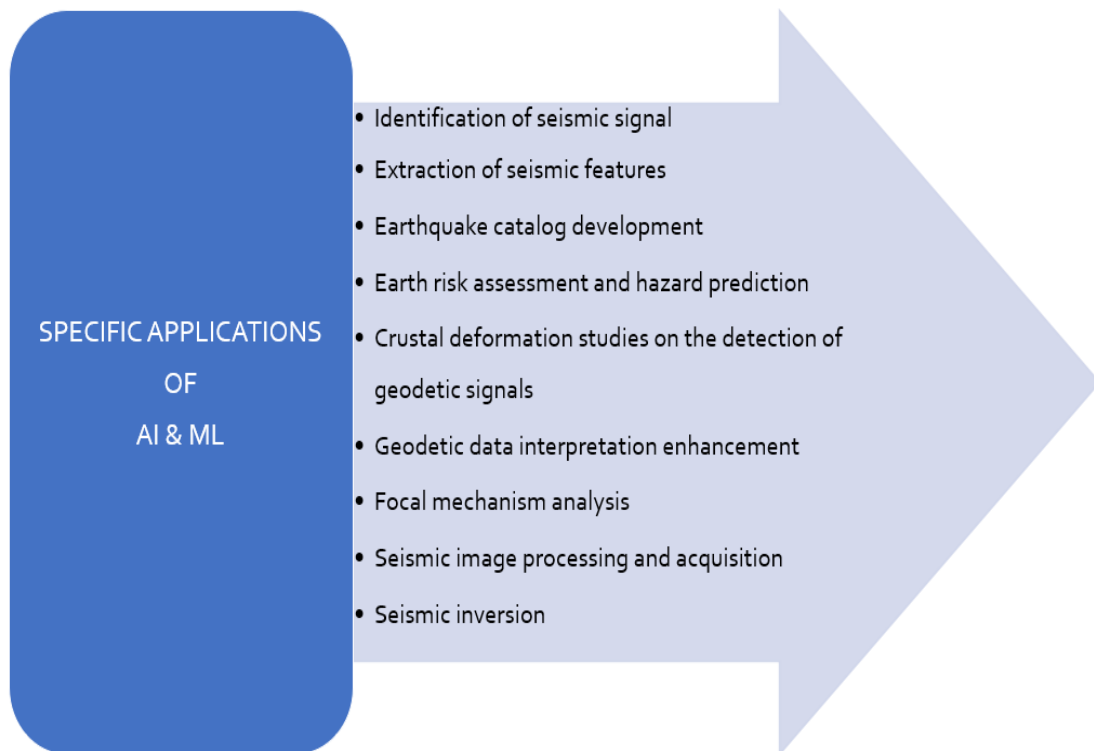 SPECIFIC APPLICATIONS
OF
AI & ML
• Identification of seismic signal
• Extraction of seismic features
• Earthquake catalog development
• Earth risk assessment and hazard prediction
• Crustal deformation studies on the detection of
geodetic signals
• Geodetic data interpretation enhancement
• Focal mechanism analysis
• Seismic image processing and acquisition
• Seismic inversion